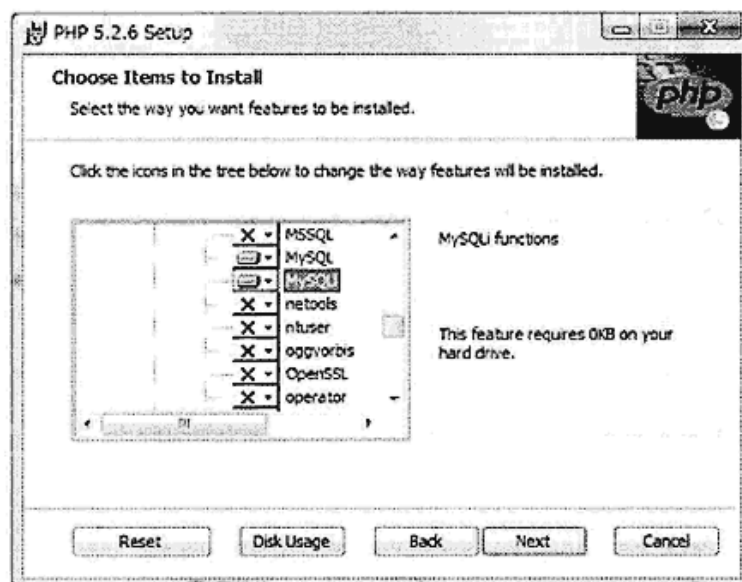 PHP 5.2.6 Setup
Choose Items to Install
Select the way you want features to be installed.
php
Click the icons in the tree below to change the way features will be installed.
MSSQL
MySQL
MySQLi
netools
ntuser
oggvorbis
OpenSSL
operator
MySQLi functions
This feature requires 0KB on your
hard drive.
Reset
Disk Usage
Back
Next
Cancel